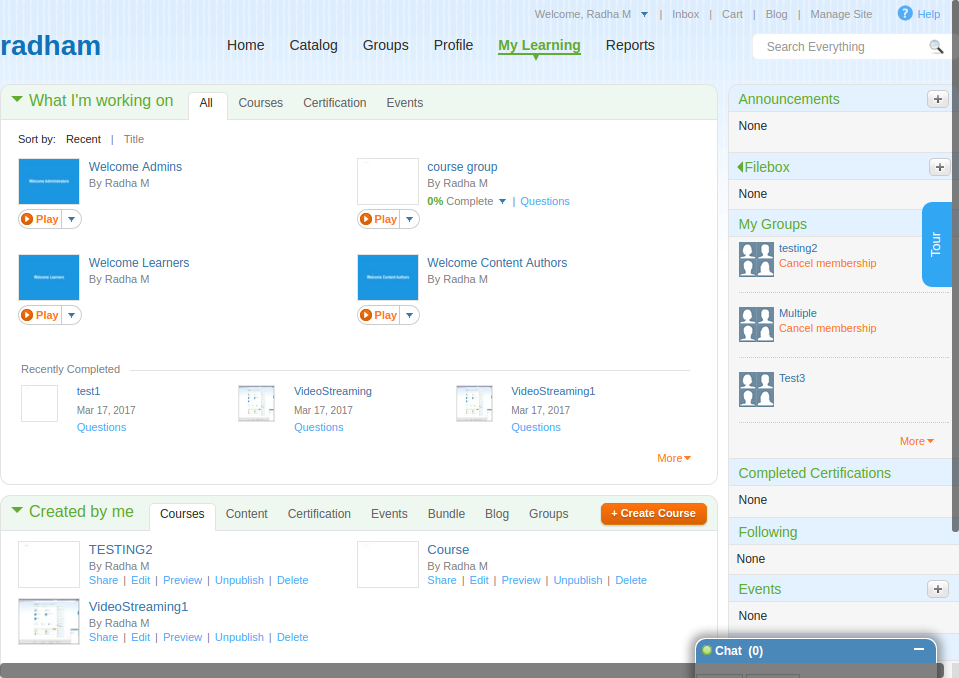 Welcome, Radha M | Inbox | Cart | Blog | Manage Site ? Help
radham
Home Catalog Groups Profile My Learning Reports
Search Everything
What I'm working on All Courses Certification Events
Sort by: Recent | Title
Welcome Administrators
Welcome Admins
By Radha M
Play
course group
By Radha M
0% Complete | Questions
Play
Welcome Learners
Welcome Learners
By Radha M
Play
Welcome Content Authors
Welcome Content Authors
By Radha M
Play
Recently Completed
test1
Mar 17, 2017
Questions
VideoStreaming
Mar 17, 2017
Questions
VideoStreaming1
Mar 17, 2017
Questions
More
Created by me Courses Content Certification Events Bundle Blog Groups + Create Course
TESTING2
By Radha M
Share | Edit | Preview | Unpublish | Delete
Course
By Radha M
Share | Edit | Preview | Unpublish | Delete
VideoStreaming1
By Radha M
Share | Edit | Preview | Unpublish | Delete
Announcements +
None
Filebox +
None
My Groups
testing2
Cancel membership
Multiple
Cancel membership
Test3
More
Tour
Completed Certifications
None
Following
None
Events +
None
Chat (0)